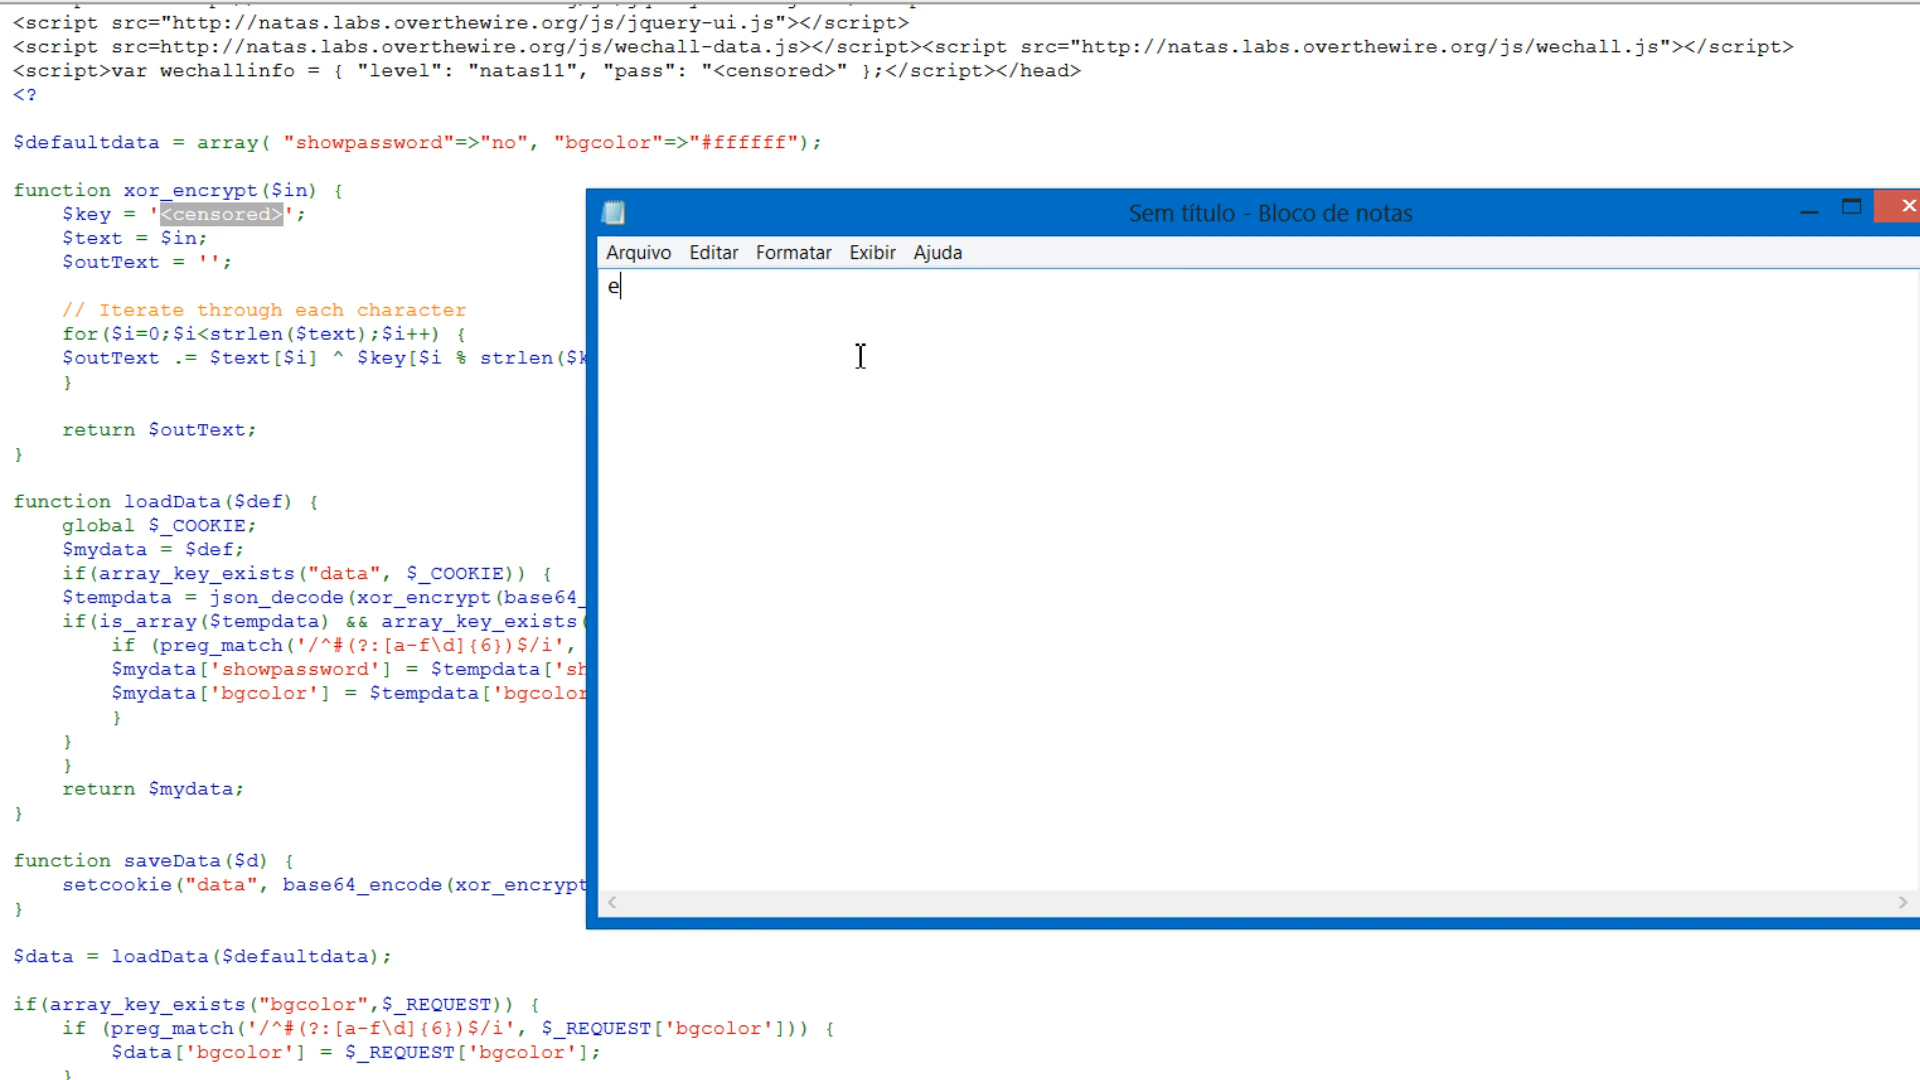 <script src="http://natas.labs.overthewire.org/js/jquery-ui.js"></script>
<script src=http://natas.labs.overthewire.org/js/wechall-data.js></script><script src="http://natas.labs.overthewire.org/js/wechall.js"></script>
<script>var wechallinfo = { "level": "natas11", "pass": "<censored>" };</script></head>
<?
$defaultdata = array( "showpassword"=>"no", "bgcolor"=>"#ffffff");
function xor_encrypt($in) {
    $key = '<censored>';
    $text = $in;
    $outText = '';
    // Iterate through each character
    for($i=0;$i<strlen($text);$i++) {
    $outText .= $text[$i] ^ $key[$i % strlen($k
    }
    return $outText;
}
function loadData($def) {
    global $_COOKIE;
    $mydata = $def;
    if(array_key_exists("data", $_COOKIE)) {
    $tempdata = json_decode(xor_encrypt(base64_
    if(is_array($tempdata) && array_key_exists(
        if (preg_match('/^#(?:[a-f\d]{6})$/i',
        $mydata['showpassword'] = $tempdata['sh
        $mydata['bgcolor'] = $tempdata['bgcolor
        }
    }
    }
    return $mydata;
}
function saveData($d) {
    setcookie("data", base64_encode(xor_encrypt
}
$data = loadData($defaultdata);
if(array_key_exists("bgcolor",$_REQUEST)) {
    if (preg_match('/^#(?:[a-f\d]{6})$/i', $_REQUEST['bgcolor'])) {
        $data['bgcolor'] = $_REQUEST['bgcolor'];
    }
Sem título - Bloco de notas
Arquivo Editar Formatar Exibir Ajuda
e